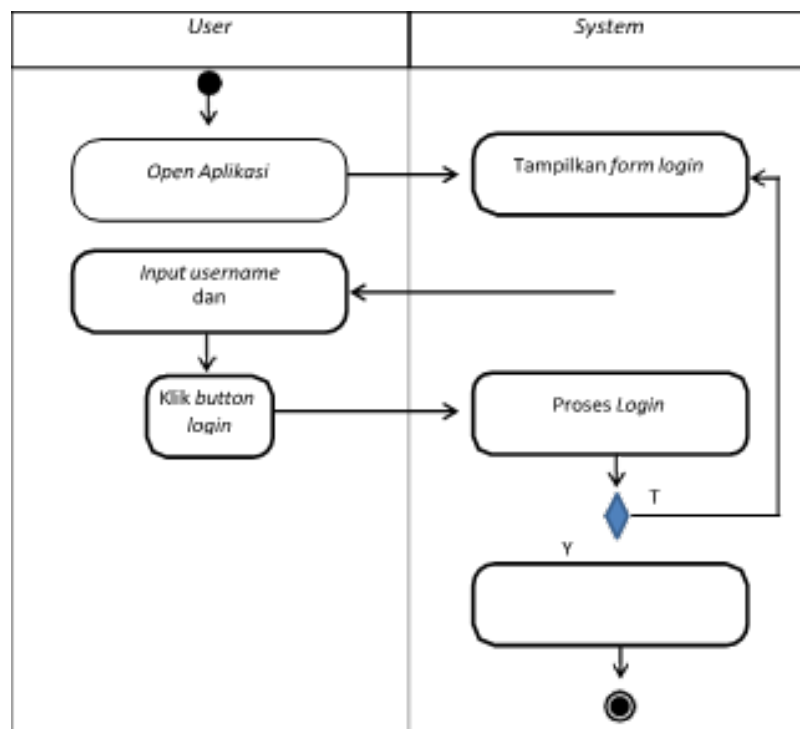 User
System
Open Aplikasi
Tampilkan form login
Input username
dan
Klik button
login
Proses Login
T
Y